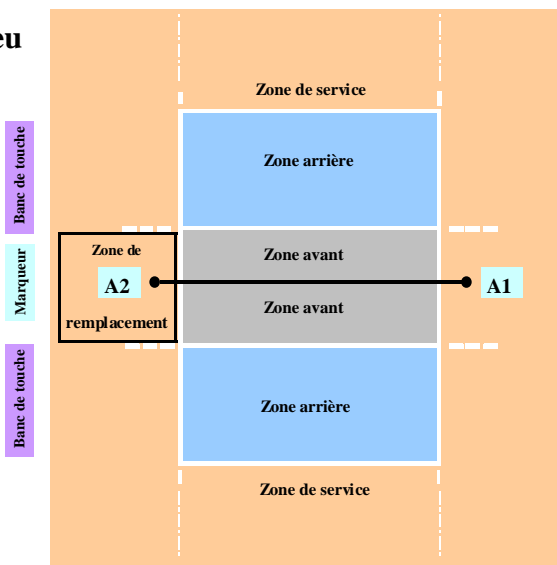 eu
Zone de service
Banc de touche
Zone arrière
Zone de
Zone avant
Marqueur
A2
A1
remplacement
Zone avant
Banc de touche
Zone arrière
Zone de service